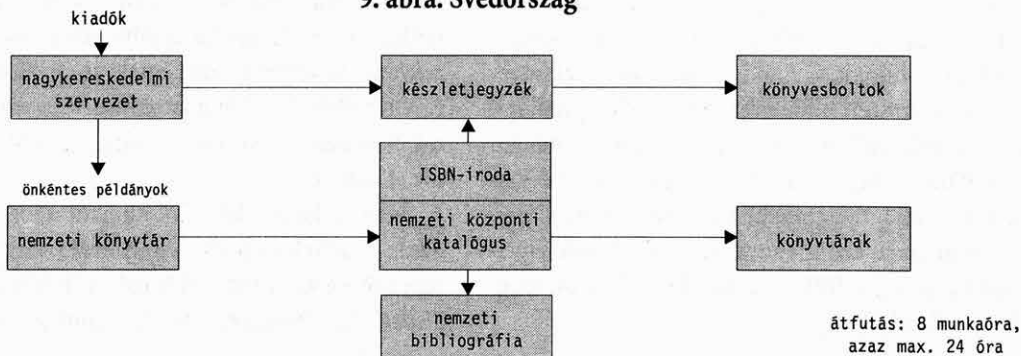 9. ábra. Svédország
kiadók
nagykereskedelmi
szervezet
készletjegyzék
könyvesboltok
önkéntes példányok
ISBN-iroda
nemzeti könyvtár
nemzeti központi
katalógus
könyvtárak
nemzeti
bibliográfia
átfutás: 8 munkaóra,
azaz max. 24 óra